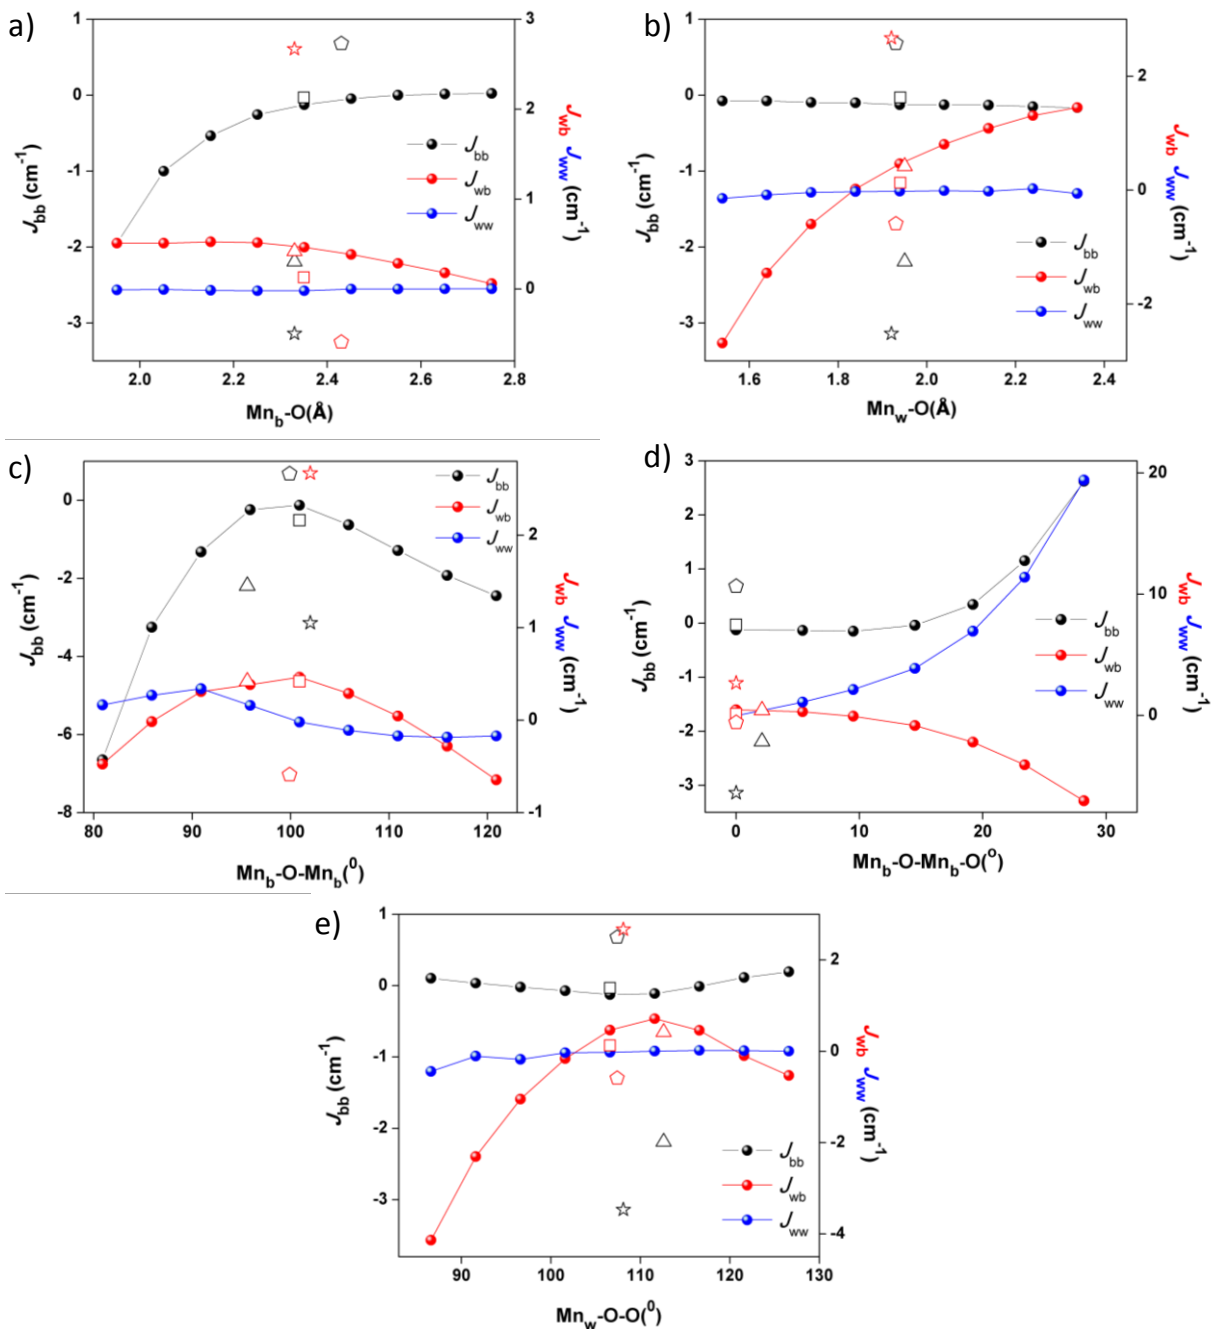 a)
1
0
-1
-2
-3
3
2
1
0
J_bb (cm⁻¹)
J_wb J_ww (cm⁻¹)
J_bb
J_wb
J_ww
2.0 2.2 2.4 2.6 2.8
Mn_b-O(Å)
b)
1
0
-1
-2
-3
2
0
-2
J_bb (cm⁻¹)
J_wb J_ww (cm⁻¹)
J_bb
J_wb
J_ww
1.6 1.8 2.0 2.2 2.4
Mn_w-O(Å)
c)
0
-2
-4
-6
-8
2
1
0
-1
J_bb (cm⁻¹)
J_wb J_ww (cm⁻¹)
J_bb
J_wb
J_ww
80 90 100 110 120
Mn_b-O-Mn_b(⁰)
d)
3
2
1
0
-1
-2
-3
20
10
0
J_bb (cm⁻¹)
J_wb J_ww (cm⁻¹)
J_bb
J_wb
J_ww
0 10 20 30
Mn_b-O-Mn_b-O(°)
e)
1
0
-1
-2
-3
2
0
-2
-4
J_bb (cm⁻¹)
J_wb J_ww (cm⁻¹)
J_bb
J_wb
J_ww
90 100 110 120 130
Mn_w-O-O(⁰)